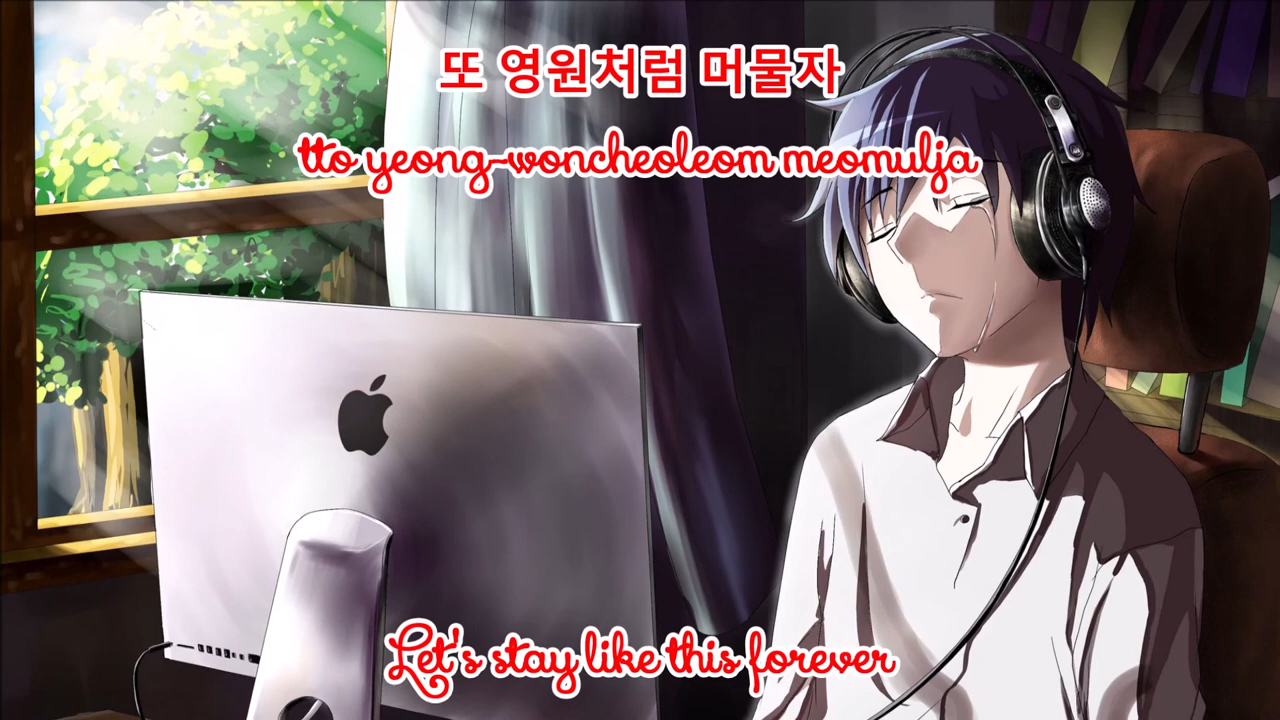 또 영원처럼 머물자
tto yeong-woncheoleom meomulja
Let's stay like this forever